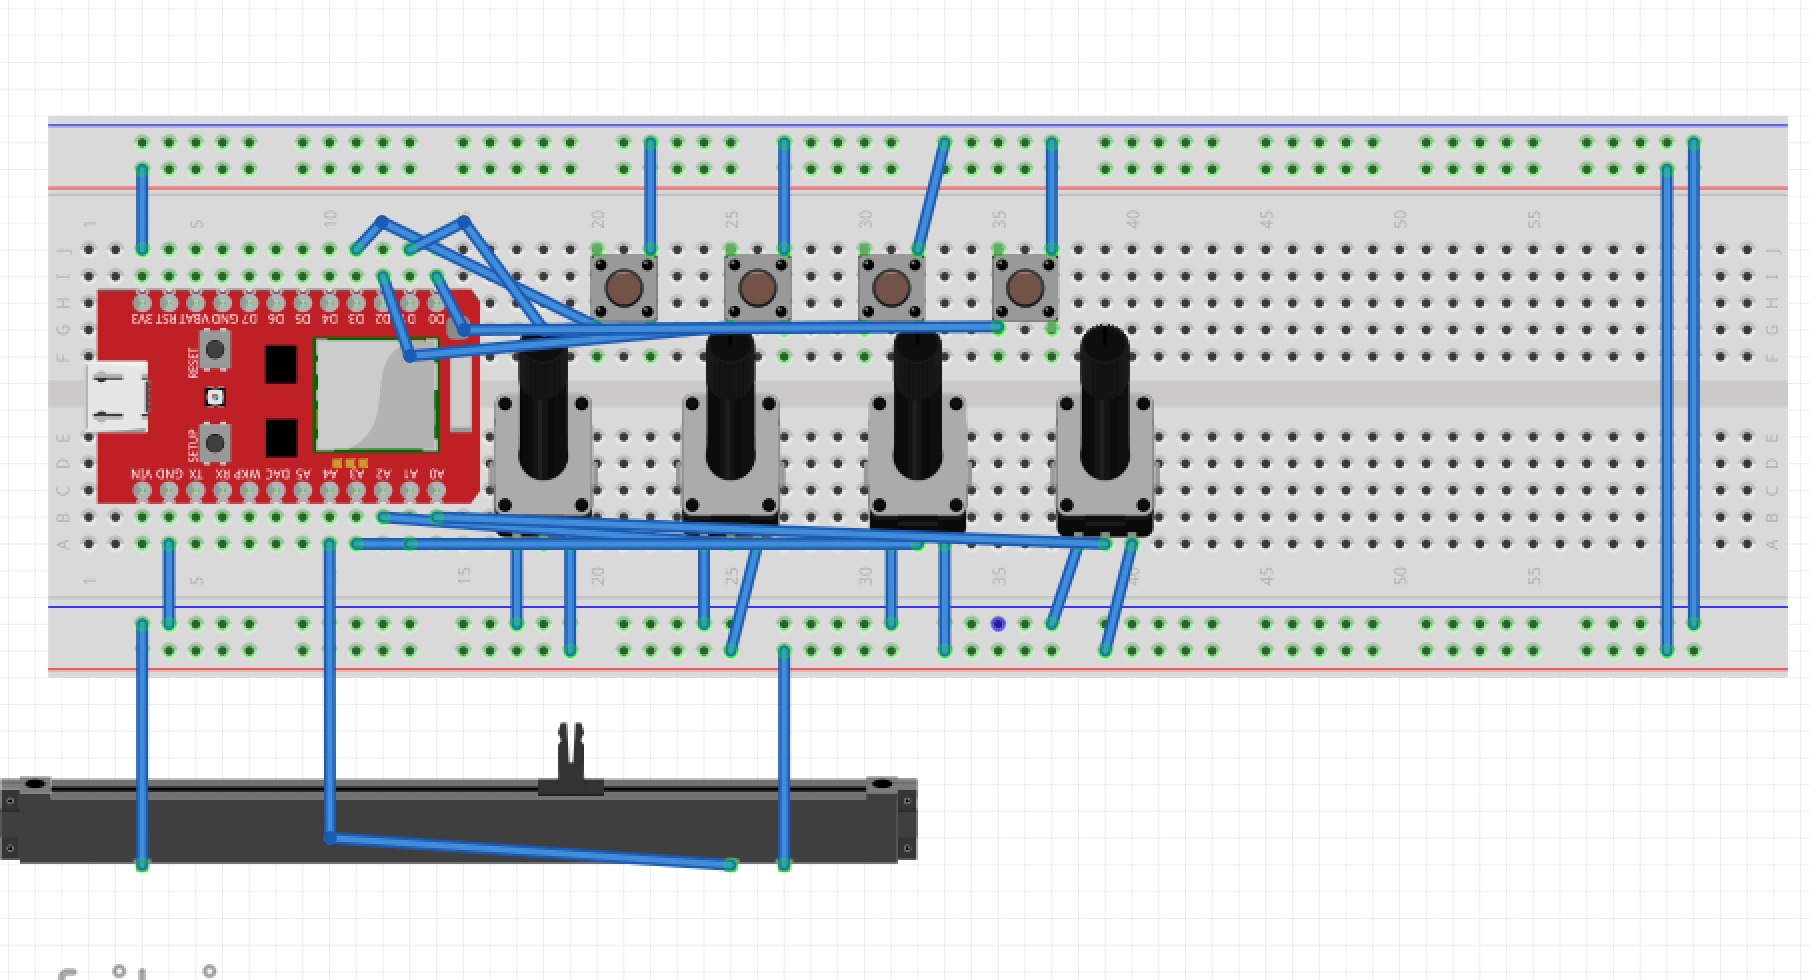 1 5 10 15 20 25 30 35 40 45 50 55
J J
I I
H H
3V3 RST VBAT GND D7 D6 D5 D4 D3 D2 D1 D0
G G
RESET
F F
E E
SETUP
D D
VIN GND TX RX WKP DAC A5 A4 A3 A2 A1 A0
C C
B B
A A
1 5 15 20 25 30 35 40 45 50 55